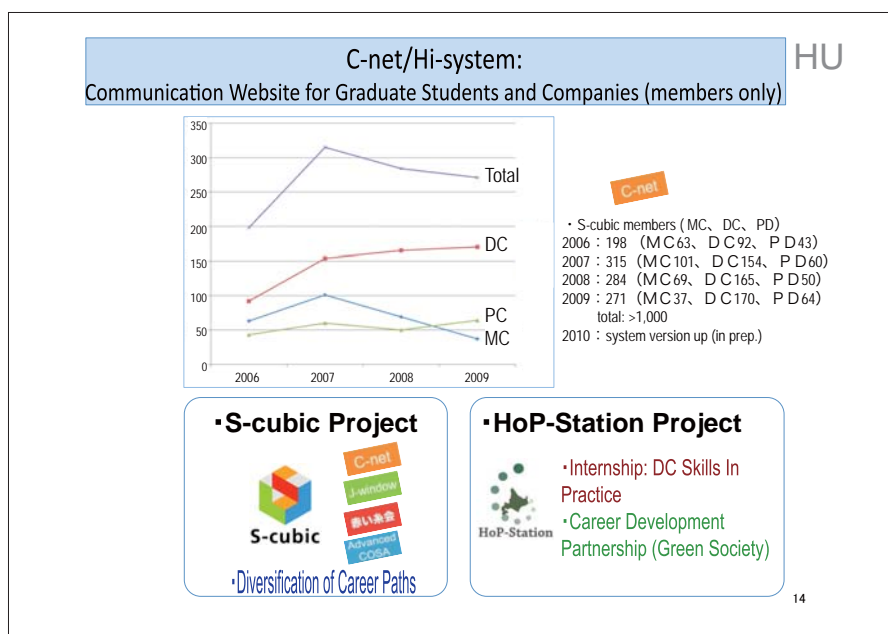 C-net/Hi-system:
HU
Communication Website for Graduate Students and Companies (members only)
350
300
250
200
150
100
50
0
2006
2007
2008
2009
Total
DC
PC
MC
C-net
・S-cubic members ( MC、DC、PD)
2006：198 （ＭＣ63、ＤＣ92、ＰＤ43）
2007：315 （ＭＣ101、ＤＣ154、ＰＤ60）
2008：284 （ＭＣ69、ＤＣ165、ＰＤ50）
2009：271 （ＭＣ37、ＤＣ170、ＰＤ64）
total: >1,000
2010：system version up (in prep.)
・S-cubic Project
S-cubic
C-net
J-window
赤い糸会
Advanced
COSA
・Diversification of Career Paths
・HoP-Station Project
HoP-Station
・Internship: DC Skills In
Practice
・Career Development
Partnership (Green Society)
14